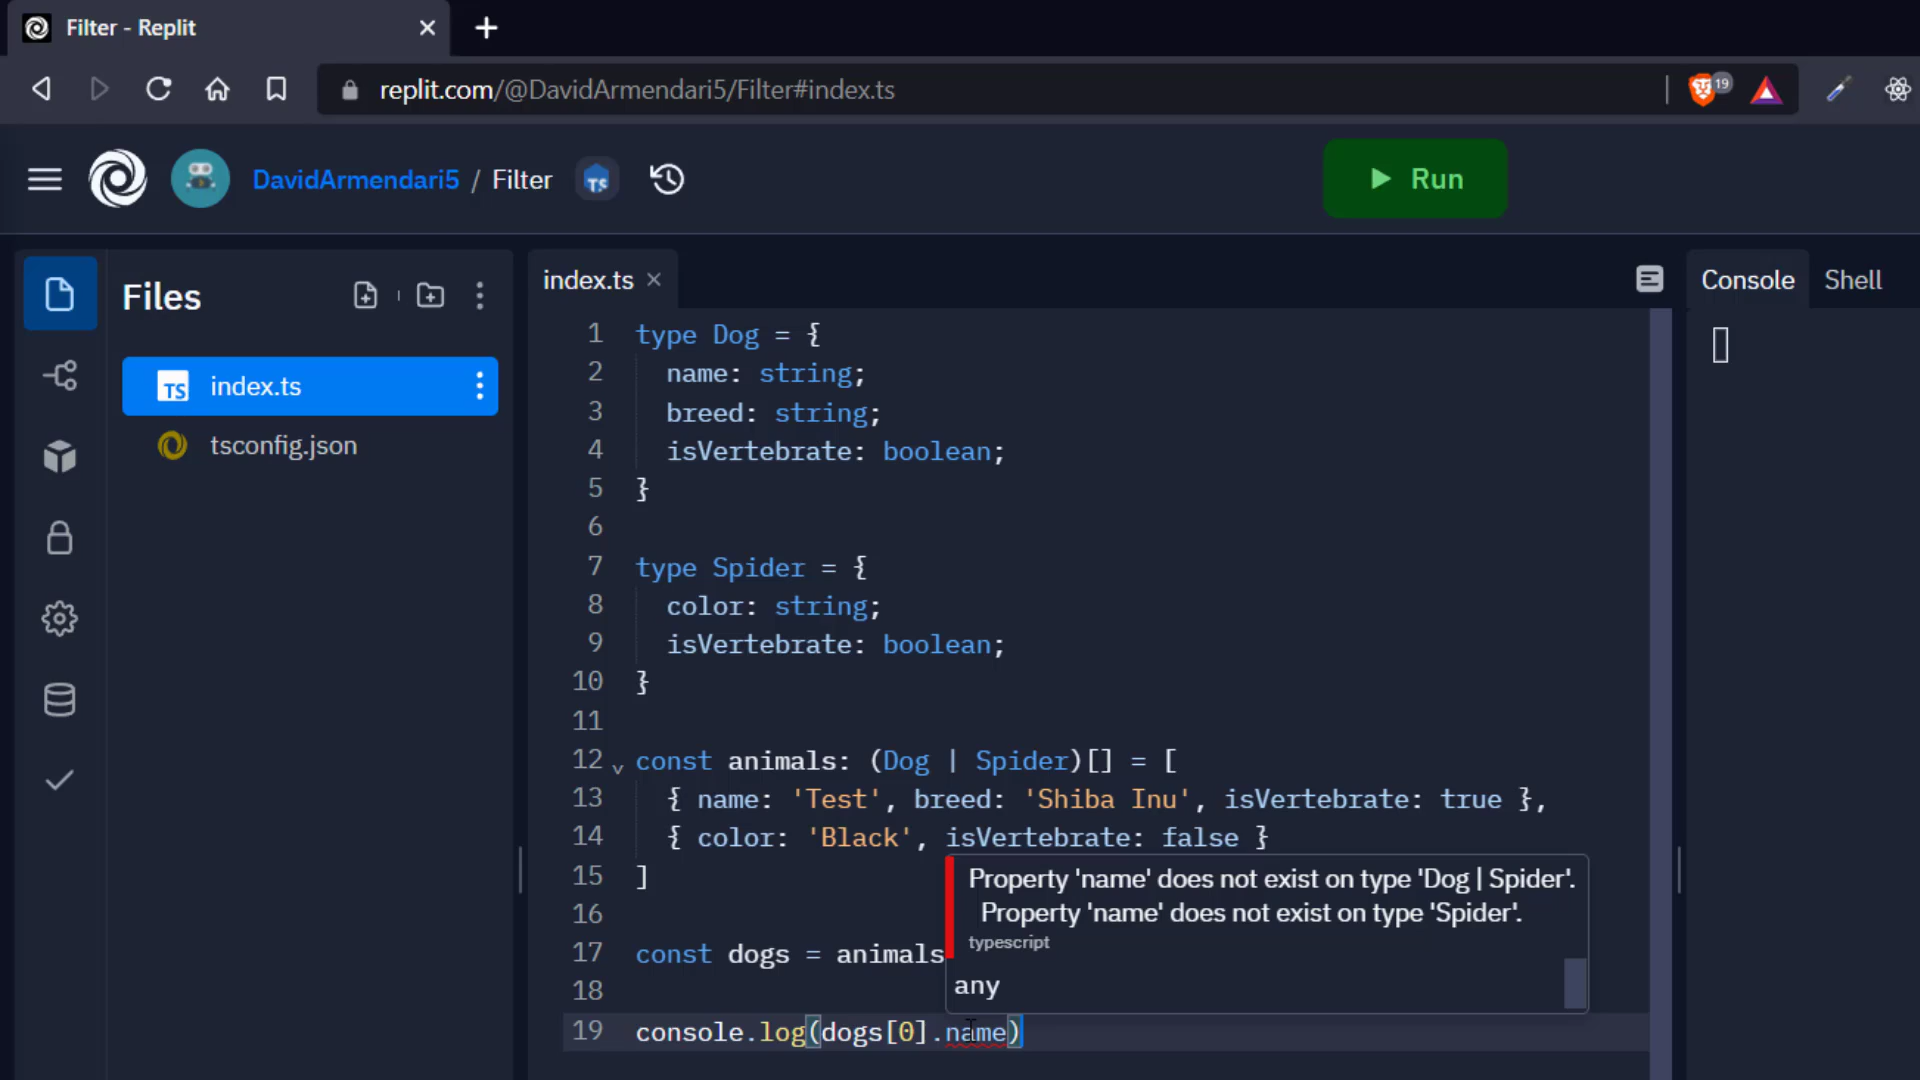 Filter - Replit
replit.com/@DavidArmendari5/Filter#index.ts
19
DavidArmendari5 / Filter
TS
Run
Files
index.ts
Console
Shell
TS index.ts
tsconfig.json
1 type Dog = {
2 name: string;
3 breed: string;
4 isVertebrate: boolean;
5 }
6
7 type Spider = {
8 color: string;
9 isVertebrate: boolean;
10 }
11
12 const animals: (Dog | Spider)[] = [
13 { name: 'Test', breed: 'Shiba Inu', isVertebrate: true },
14 { color: 'Black', isVertebrate: false }
15 ]
16
17 const dogs = animals
18
19 console.log(dogs[0].name)
Property 'name' does not exist on type 'Dog | Spider'.
Property 'name' does not exist on type 'Spider'.
typescript
any